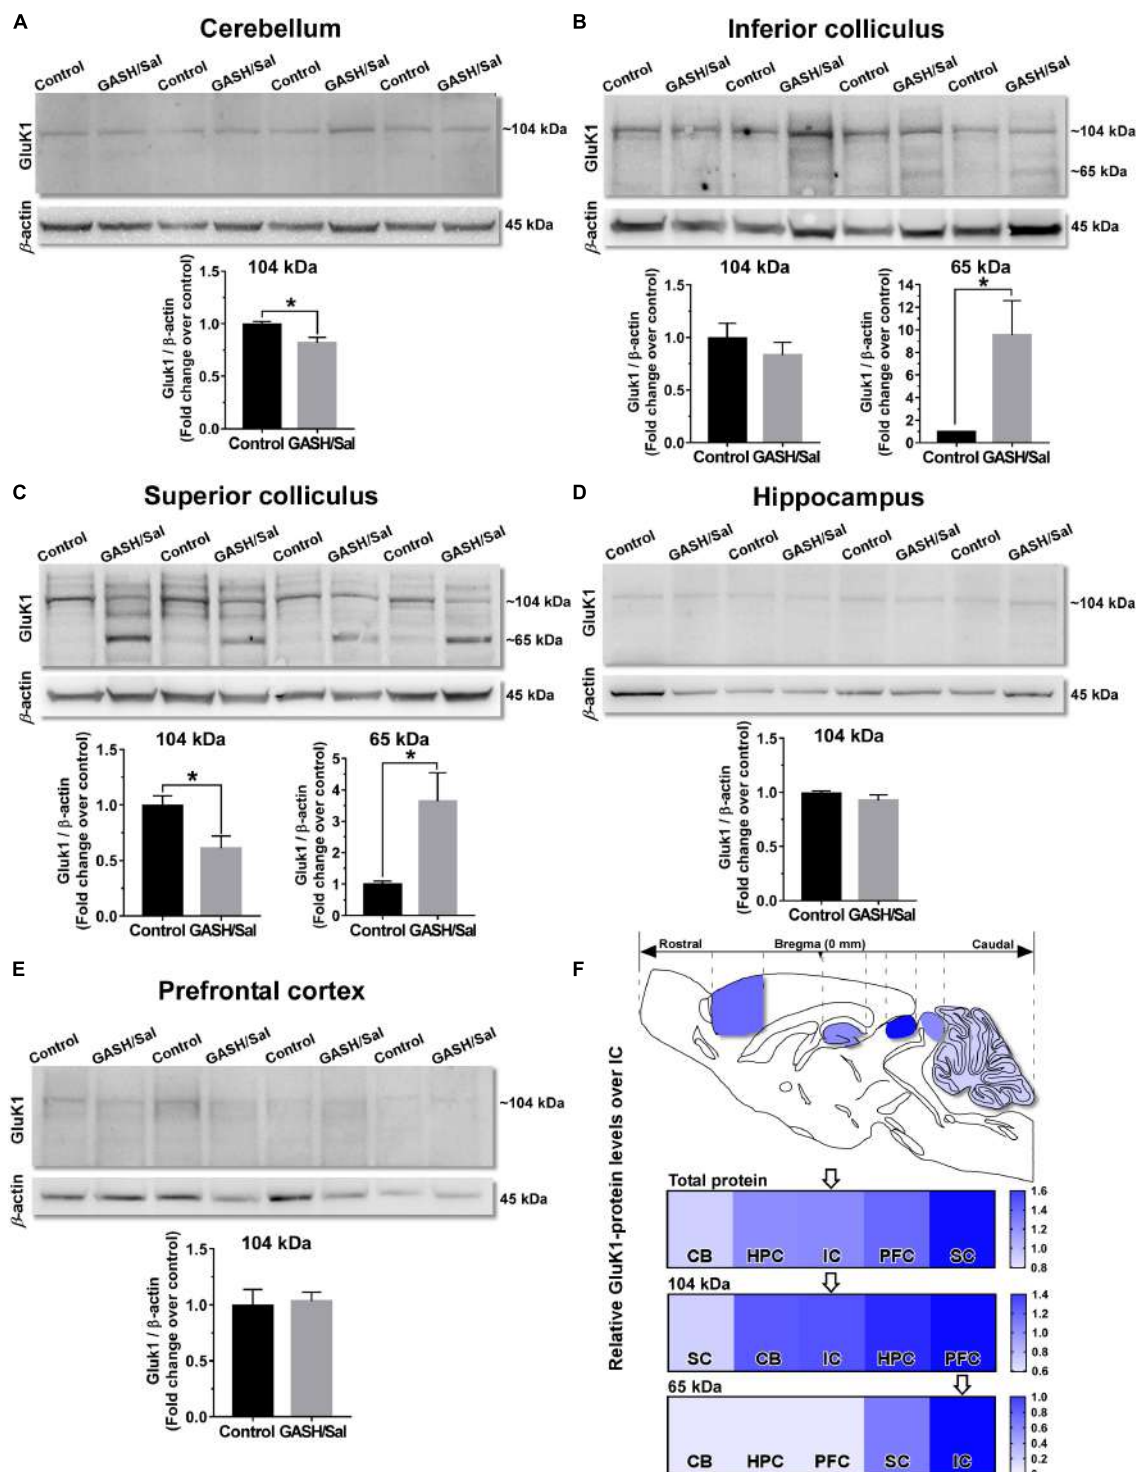 A
Cerebellum
Control GASH/Sal Control GASH/Sal Control GASH/Sal Control GASH/Sal
GluK1
~104 kDa
β-actin
45 kDa
104 kDa
Gluk1 / β-actin
(Fold change over control)
1.5
1.0
0.5
0.0
*
Control GASH/Sal
B
Inferior colliculus
Control GASH/Sal Control GASH/Sal Control GASH/Sal Control GASH/Sal
GluK1
~104 kDa
~65 kDa
β-actin
45 kDa
104 kDa
Gluk1 / β-actin
(Fold change over control)
1.5
1.0
0.5
0.0
Control GASH/Sal
65 kDa
Gluk1 / β-actin
(Fold change over control)
14
12
10
8
6
4
2
0
*
Control GASH/Sal
C
Superior colliculus
Control GASH/Sal Control GASH/Sal Control GASH/Sal Control GASH/Sal
GluK1
~104 kDa
~65 kDa
β-actin
45 kDa
104 kDa
Gluk1 / β-actin
(Fold change over control)
1.5
1.0
0.5
0.0
*
Control GASH/Sal
65 kDa
Gluk1 / β-actin
(Fold change over control)
5
4
3
2
1
0
*
Control GASH/Sal
D
Hippocampus
Control GASH/Sal Control GASH/Sal Control GASH/Sal Control GASH/Sal
GluK1
~104 kDa
β-actin
45 kDa
104 kDa
Gluk1 / β-actin
(Fold change over control)
1.5
1.0
0.5
0.0
Control GASH/Sal
E
Prefrontal cortex
Control GASH/Sal Control GASH/Sal Control GASH/Sal Control GASH/Sal
GluK1
~104 kDa
β-actin
45 kDa
104 kDa
Gluk1 / β-actin
(Fold change over control)
1.5
1.0
0.5
0.0
Control GASH/Sal
F
Rostral Bregma (0 mm) Caudal
Relative GluK1-protein levels over IC
Total protein
CB HPC IC PFC SC
1.6
1.4
1.2
1.0
0.8
104 kDa
SC CB IC HPC PFC
1.4
1.2
1.0
0.8
0.6
65 kDa
CB HPC PFC SC IC
1.0
0.8
0.6
0.4
0.2